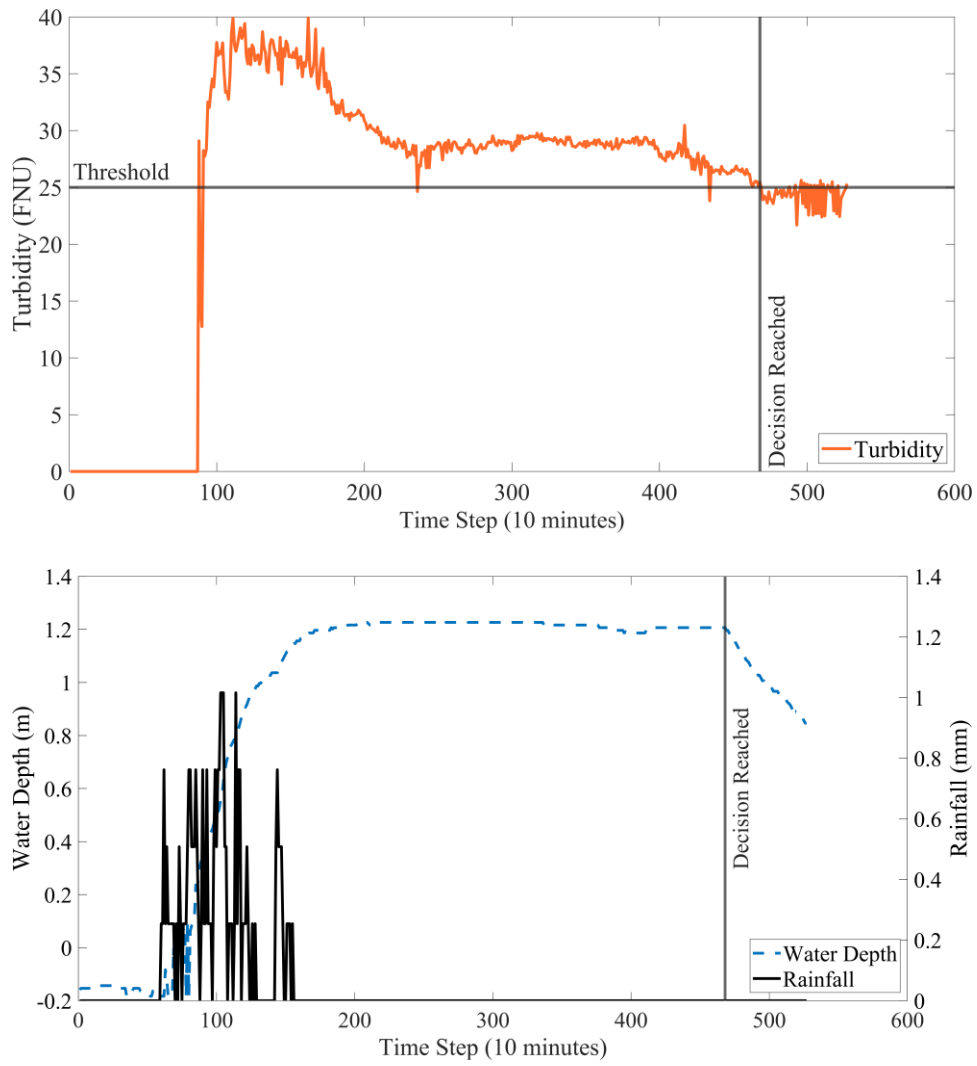 40
35
30
25
20
15
10
5
0
Turbidity (FNU)
Threshold
Decision Reached
Turbidity
0 100 200 300 400 500 600
Time Step (10 minutes)
1.4
1.2
1
0.8
0.6
0.4
0.2
0
-0.2
Water Depth (m)
Decision Reached
Water Depth
Rainfall
1.4
1.2
1
0.8
0.6
0.4
0.2
0
Rainfall (mm)
0 100 200 300 400 500 600
Time Step (10 minutes)